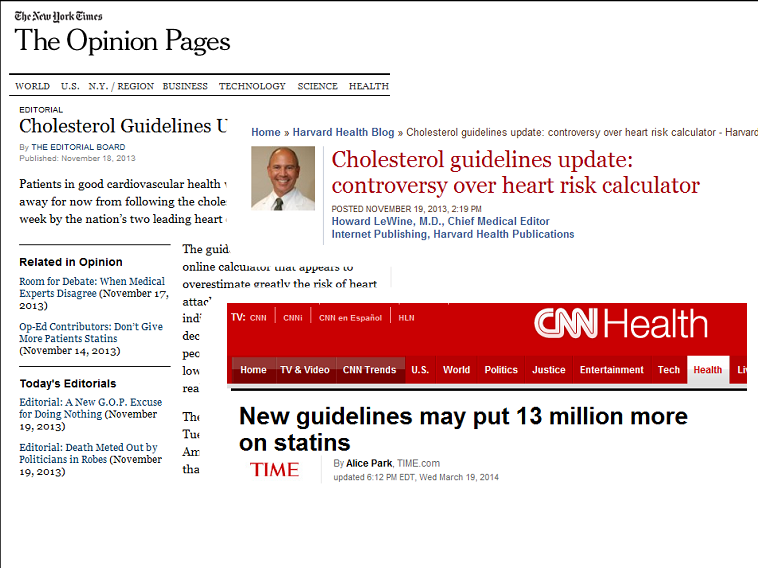 The New York Times
The Opinion Pages
WORLD U.S. N.Y. / REGION BUSINESS TECHNOLOGY SCIENCE HEALTH
EDITORIAL
Cholesterol Guidelines U
By THE EDITORIAL BOARD
Published: November 18, 2013
Patients in good cardiovascular health
away for now from following the chole
week by the nation's two leading heart
Related in Opinion
Room for Debate: When Medical
Experts Disagree (November 17,
2013)
Op-Ed Contributors: Don't Give
More Patients Statins
(November 14, 2013)
Today's Editorials
Editorial: A New G.O.P. Excuse
for Doing Nothing (November
19, 2013)
Editorial: Death Meted Out by
Politicians in Robes (November
19, 2013)
The guid
online calculator that appears to
overestimate greatly the risk of heart
attac
indi
dec
peo
low
rea
The
Tue
Am
tha
Home » Harvard Health Blog » Cholesterol guidelines update: controversy over heart risk calculator - Harvard
Cholesterol guidelines update:
controversy over heart risk calculator
POSTED NOVEMBER 19, 2013, 2:19 PM
Howard LeWine, M.D., Chief Medical Editor
Internet Publishing, Harvard Health Publications
TV: CNN CNNi CNN en Español HLN
CNN Health
Home TV & Video CNN Trends U.S. World Politics Justice Entertainment Tech Health Li
New guidelines may put 13 million more
on statins
TIME
By Alice Park, TIME.com
updated 6:12 PM EDT, Wed March 19, 2014